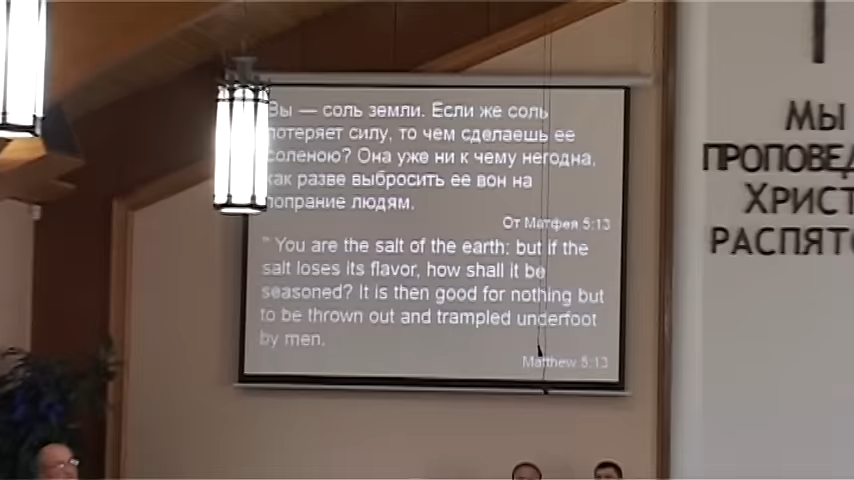 Вы — соль земли. Если же соль
потеряет силу, то чем сделаешь ее
соленою? Она уже ни к чему негодна,
как разве выбросить ее вон на
попрание людям.
От Матфея 5:13
" You are the salt of the earth; but if the
salt loses its flavor, how shall it be
seasoned? It is then good for nothing but
to be thrown out and trampled underfoot
by men.
Matthew 5:13
МЫ
ПРОПОВЕД
ХРИСТ
РАСПЯТО